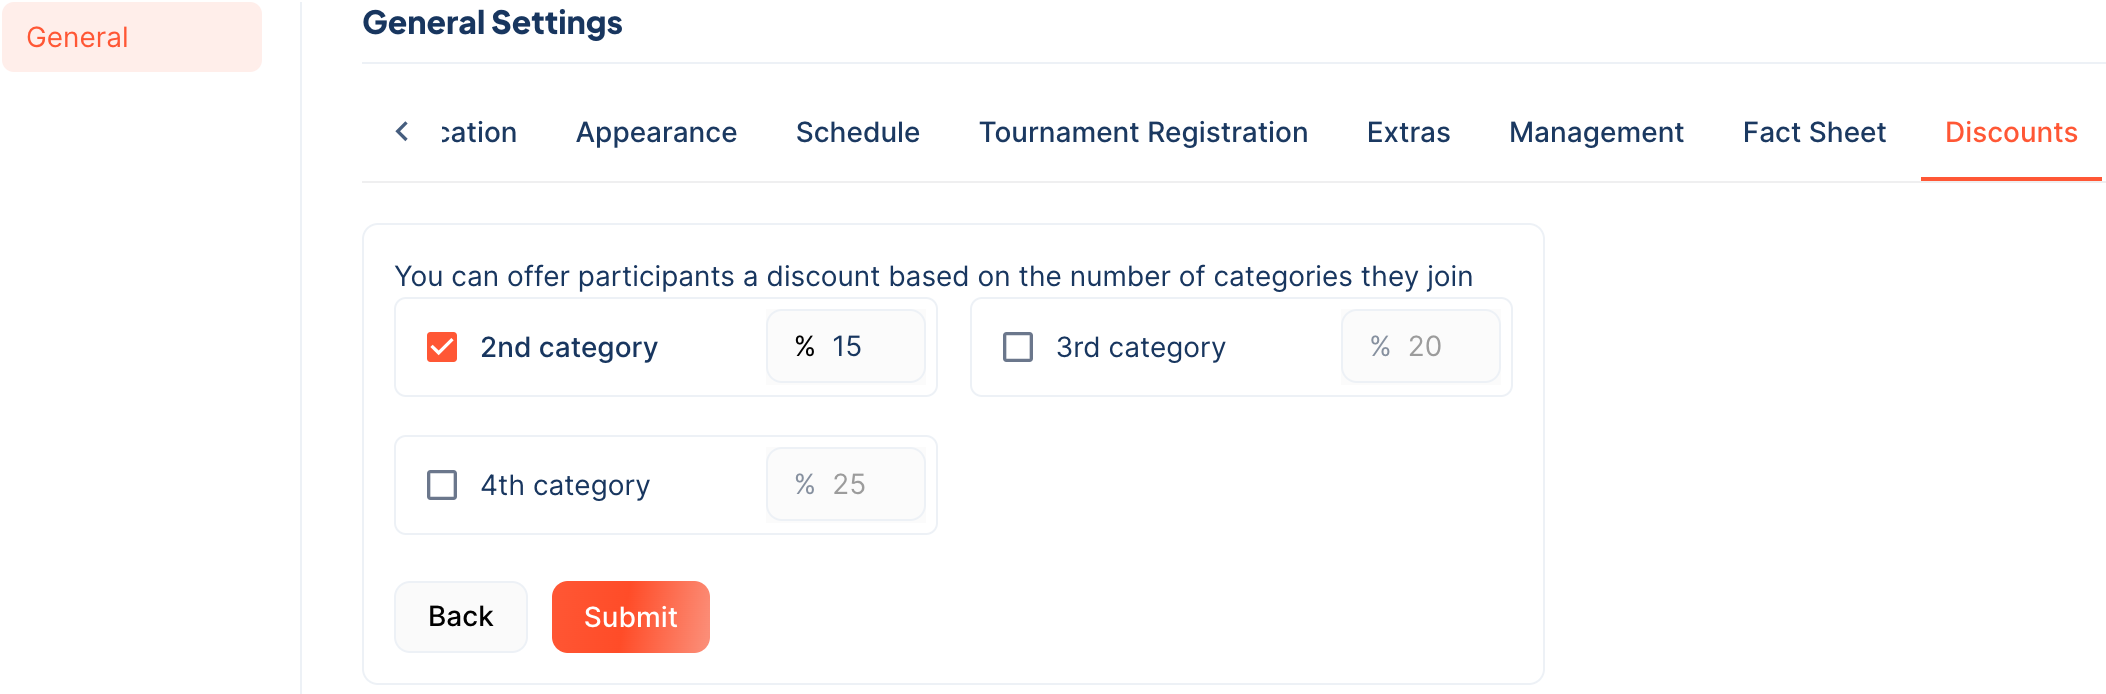 General
General Settings
cation Appearance Schedule Tournament Registration Extras Management Fact Sheet Discounts
You can offer participants a discount based on the number of categories they join
2nd category % 15 3rd category % 20
4th category % 25
Back Submit